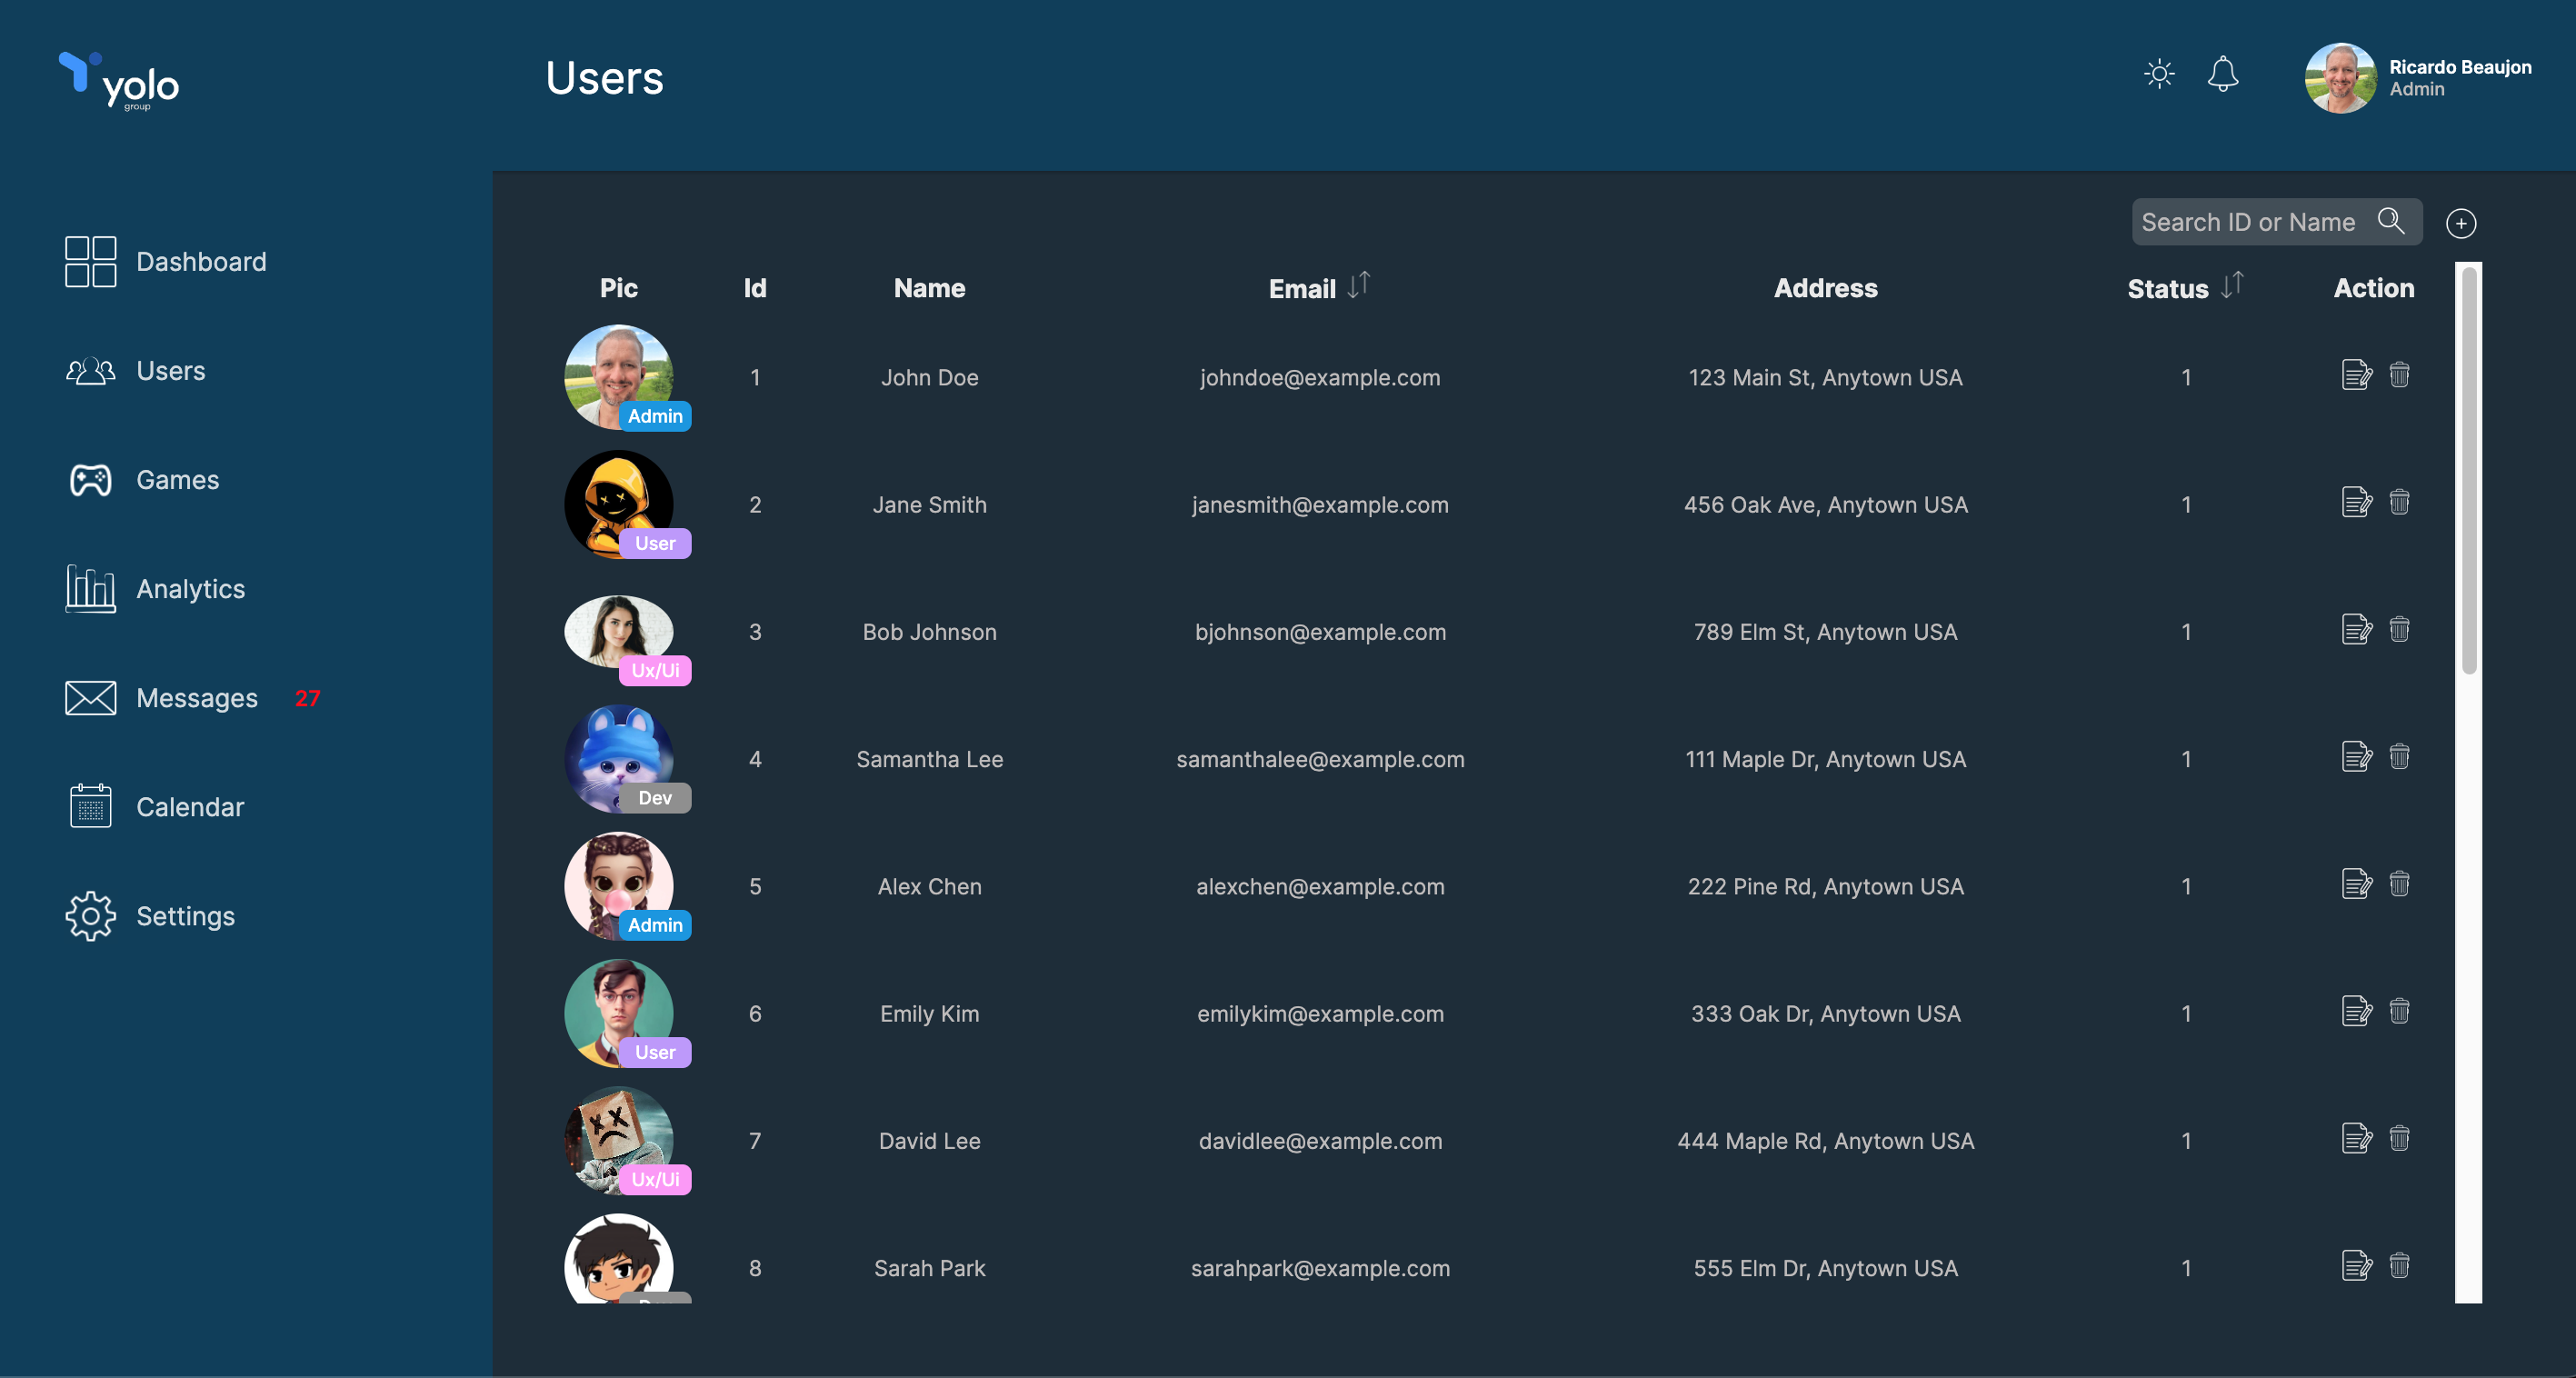 yolo
group
Users
Ricardo Beaujon
Admin
Dashboard
Users
Games
Analytics
Messages 27
Calendar
Settings
Search ID or Name
Pic Id Name Email Address Status Action
1 John Doe johndoe@example.com 123 Main St, Anytown USA 1
Admin
2 Jane Smith janesmith@example.com 456 Oak Ave, Anytown USA 1
User
3 Bob Johnson bjohnson@example.com 789 Elm St, Anytown USA 1
Ux/Ui
4 Samantha Lee samanthalee@example.com 111 Maple Dr, Anytown USA 1
Dev
5 Alex Chen alexchen@example.com 222 Pine Rd, Anytown USA 1
Admin
6 Emily Kim emilykim@example.com 333 Oak Dr, Anytown USA 1
User
7 David Lee davidlee@example.com 444 Maple Rd, Anytown USA 1
Ux/Ui
8 Sarah Park sarahpark@example.com 555 Elm Dr, Anytown USA 1